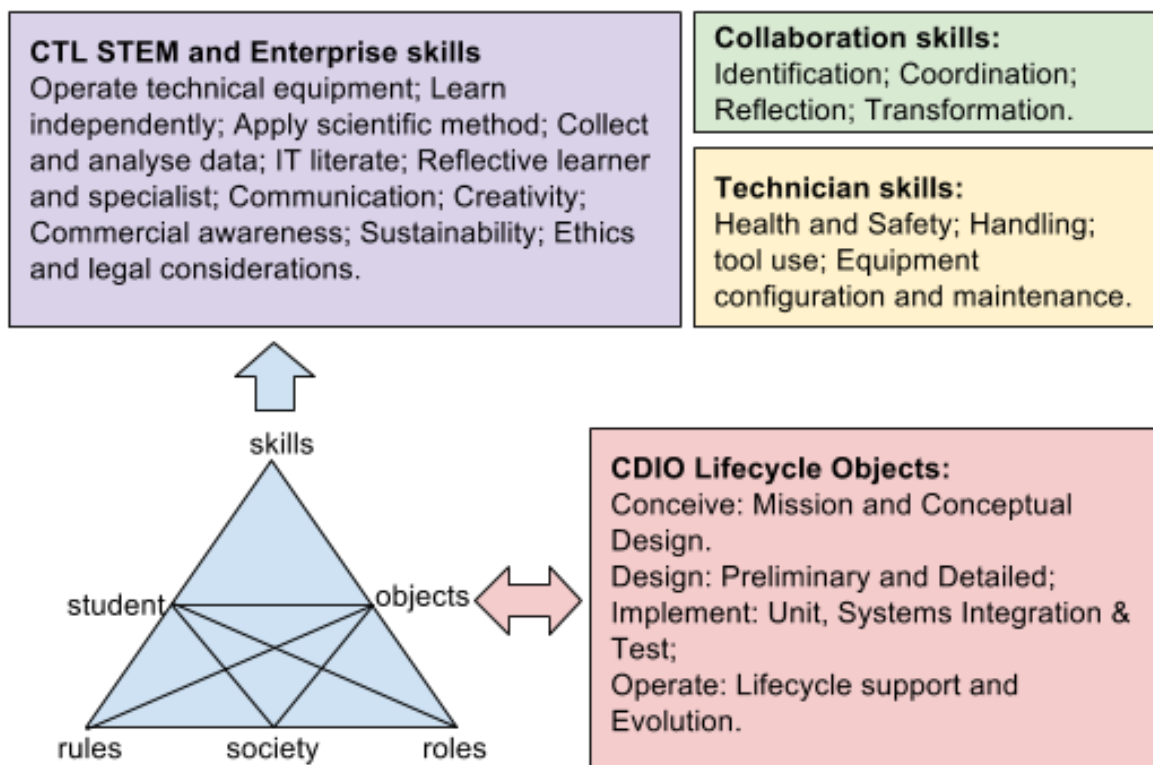 CTL STEM and Enterprise skills
Operate technical equipment; Learn
independently; Apply scientific method; Collect
and analyse data; IT literate; Reflective learner
and specialist; Communication; Creativity;
Commercial awareness; Sustainability; Ethics
and legal considerations.
Collaboration skills:
Identification; Coordination;
Reflection; Transformation.
Technician skills:
Health and Safety; Handling;
tool use; Equipment
configuration and maintenance.
skills
student
objects
rules
society
roles
CDIO Lifecycle Objects:
Conceive: Mission and Conceptual
Design.
Design: Preliminary and Detailed;
Implement: Unit, Systems Integration &
Test;
Operate: Lifecycle support and
Evolution.